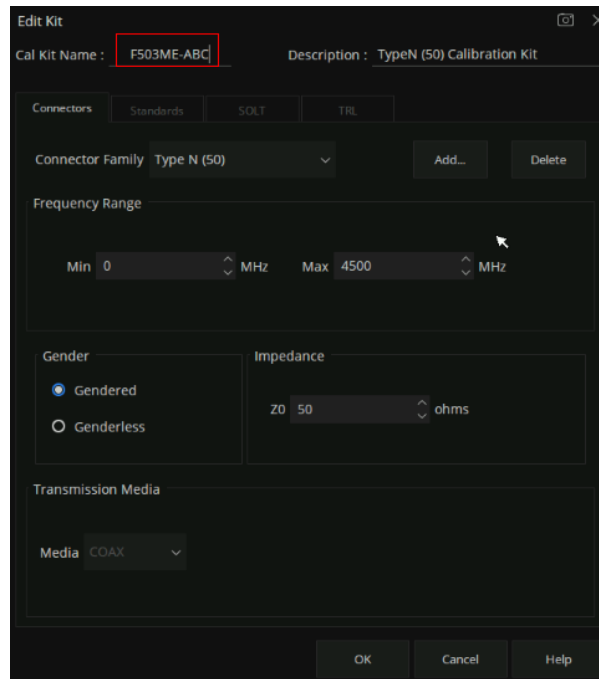 Edit Kit
Cal Kit Name : F503ME-ABC Description : TypeN (50) Calibration Kit
Connectors Standards SOLT TRL
Connector Family Type N (50) Add... Delete
Frequency Range
Min 0 MHz Max 4500 MHz
Gender Impedance
Gendered
Z0 50 ohms
Genderless
Transmission Media
Media COAX
OK Cancel Help